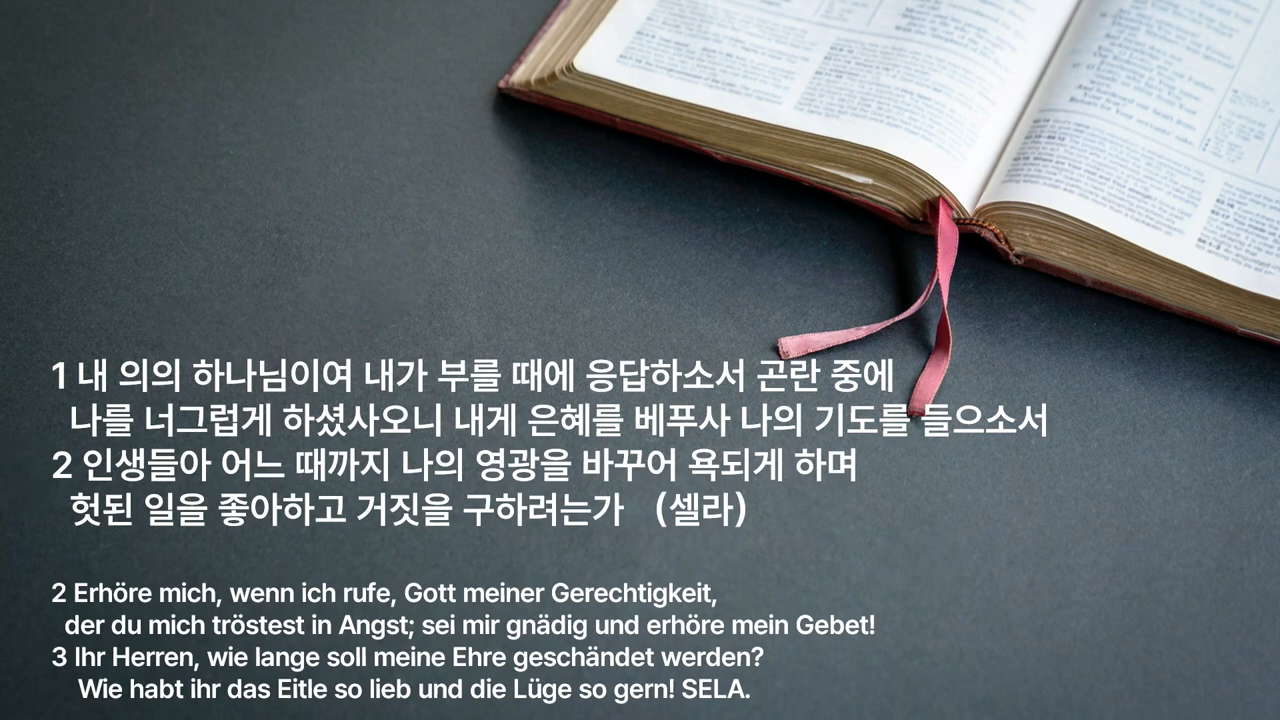 1 내 의의 하나님이여 내가 부를 때에 응답하소서 곤란 중에
나를 너그럽게 하셨사오니 내게 은혜를 베푸사 나의 기도를 들으소서
2 인생들아 어느 때까지 나의 영광을 바꾸어 욕되게 하며
헛된 일을 좋아하고 거짓을 구하려는가 (셀라)
2 Erhöre mich, wenn ich rufe, Gott meiner Gerechtigkeit,
der du mich tröstest in Angst; sei mir gnädig und erhöre mein Gebet!
3 Ihr Herren, wie lange soll meine Ehre geschändet werden?
Wie habt ihr das Eitle so lieb und die Lüge so gern! SELA.